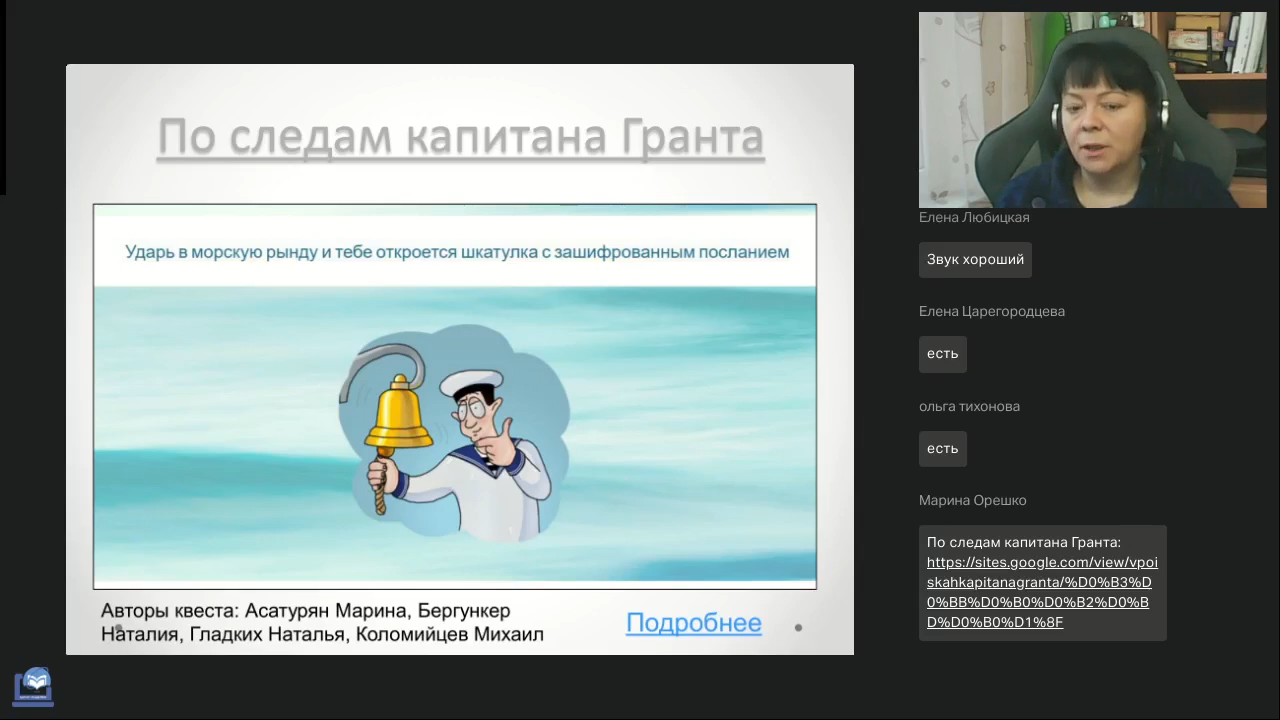 По следам капитана Гранта
Ударь в морскую рынду и тебе откроется шкатулка с зашифрованным посланием
Авторы квеста: Асатурян Марина, Бергункер
Наталия, Гладких Наталья, Коломийцев Михаил
Подробнее
Елена Любицкая
Звук хороший
Елена Царегородцева
есть
ольга тихонова
есть
Марина Орешко
По следам капитана Гранта:
https://sites.google.com/view/vpoi
skahkapitanagranta/%D0%B3%D
0%BB%D0%B0%D0%B2%D0%B
D%D0%B0%D1%8F